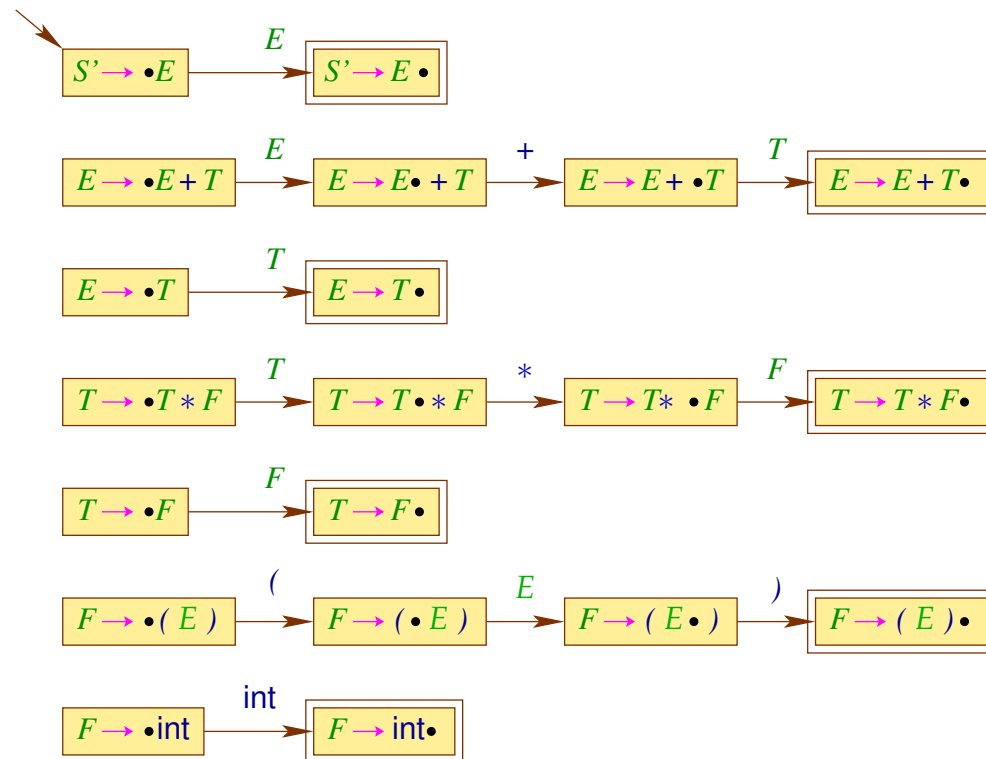 E
S’→ •E S’→ E •
E + T
E → •E + T E → E• + T E → E + •T E → E + T•
T
E → •T E → T •
T * F
T → •T * F T → T• * F T → T* •F T → T * F•
F
T → •F T → F •
( E )
F → •( E ) F → (• E ) F → ( E• ) F → ( E )•
int
F → •int F → int•